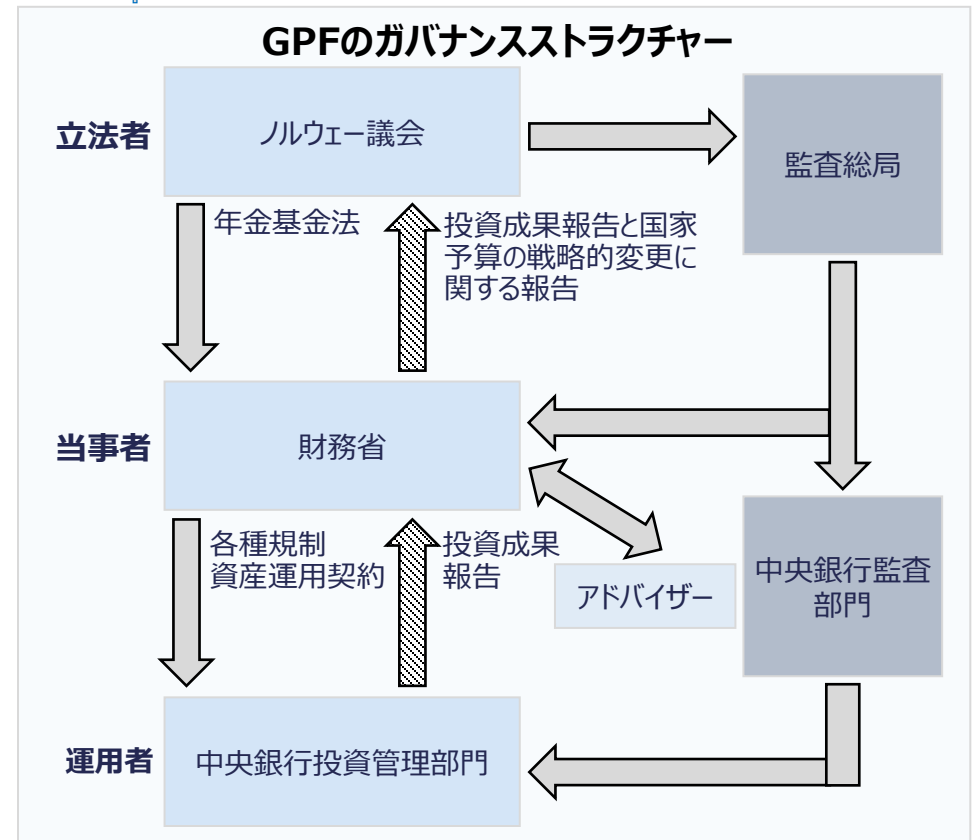 GPFのガバナンスストラクチャー
立法者
ノルウェー議会
監査総局
年金基金法
投資成果報告と国家
予算の戦略的変更に
関する報告
当事者
財務省
各種規制
資産運用契約
投資成果
報告
アドバイザー
中央銀行監査
部門
運用者
中央銀行投資管理部門